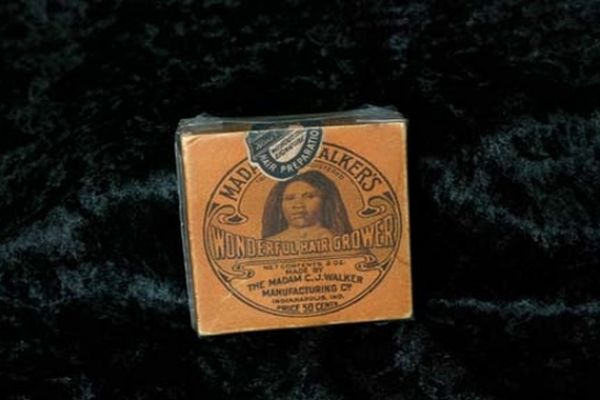 HAIR PREPARATIO
MADA WALKER'S
WONDERFUL HAIR GROWER
NET CONTENTS 2 OZ.
MADE BY
THE MADAM C.J. WALKER
MANUFACTURING CO
INDIANAPOLIS, IND.
PRICE 50 CENTS